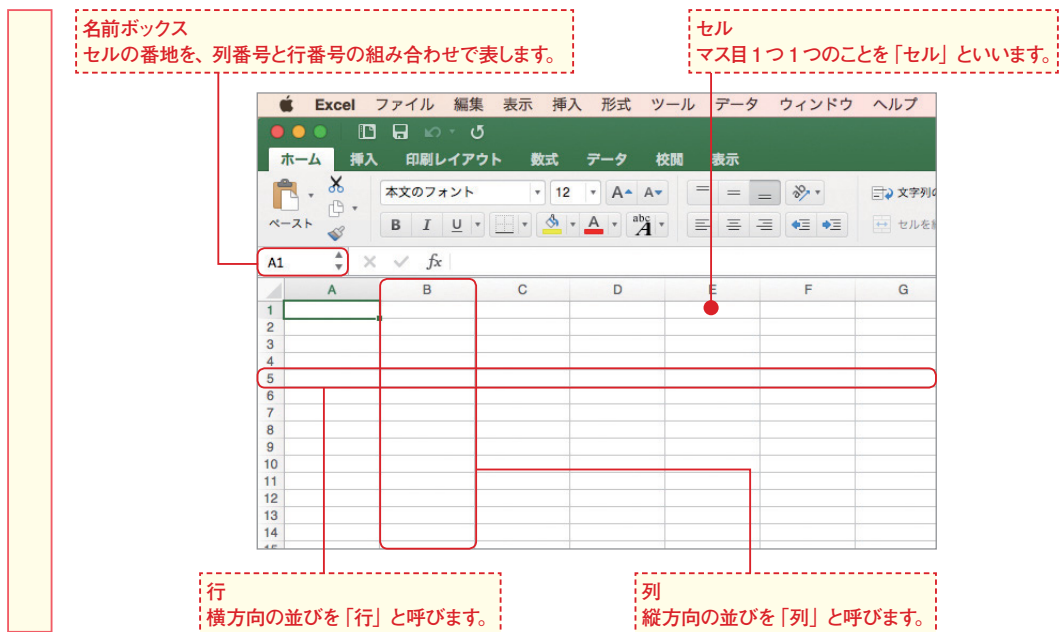 名前ボックス
セルの番地を、列番号と行番号の組み合わせで表します。
セル
マス目1つ1つのことを「セル」といいます。
Excel ファイル 編集 表示 挿入 形式 ツール データ ウィンドウ ヘルプ
ホーム 挿入 印刷レイアウト 数式 データ 校閲 表示
本文のフォント 12 A A 文字列の
ペースト B I U A abc A セルを
A1 fx
A B C D E F G
1
2
3
4
5
6
7
8
9
10
11
12
13
14
行
横方向の並びを「行」と呼びます。
列
縦方向の並びを「列」と呼びます。